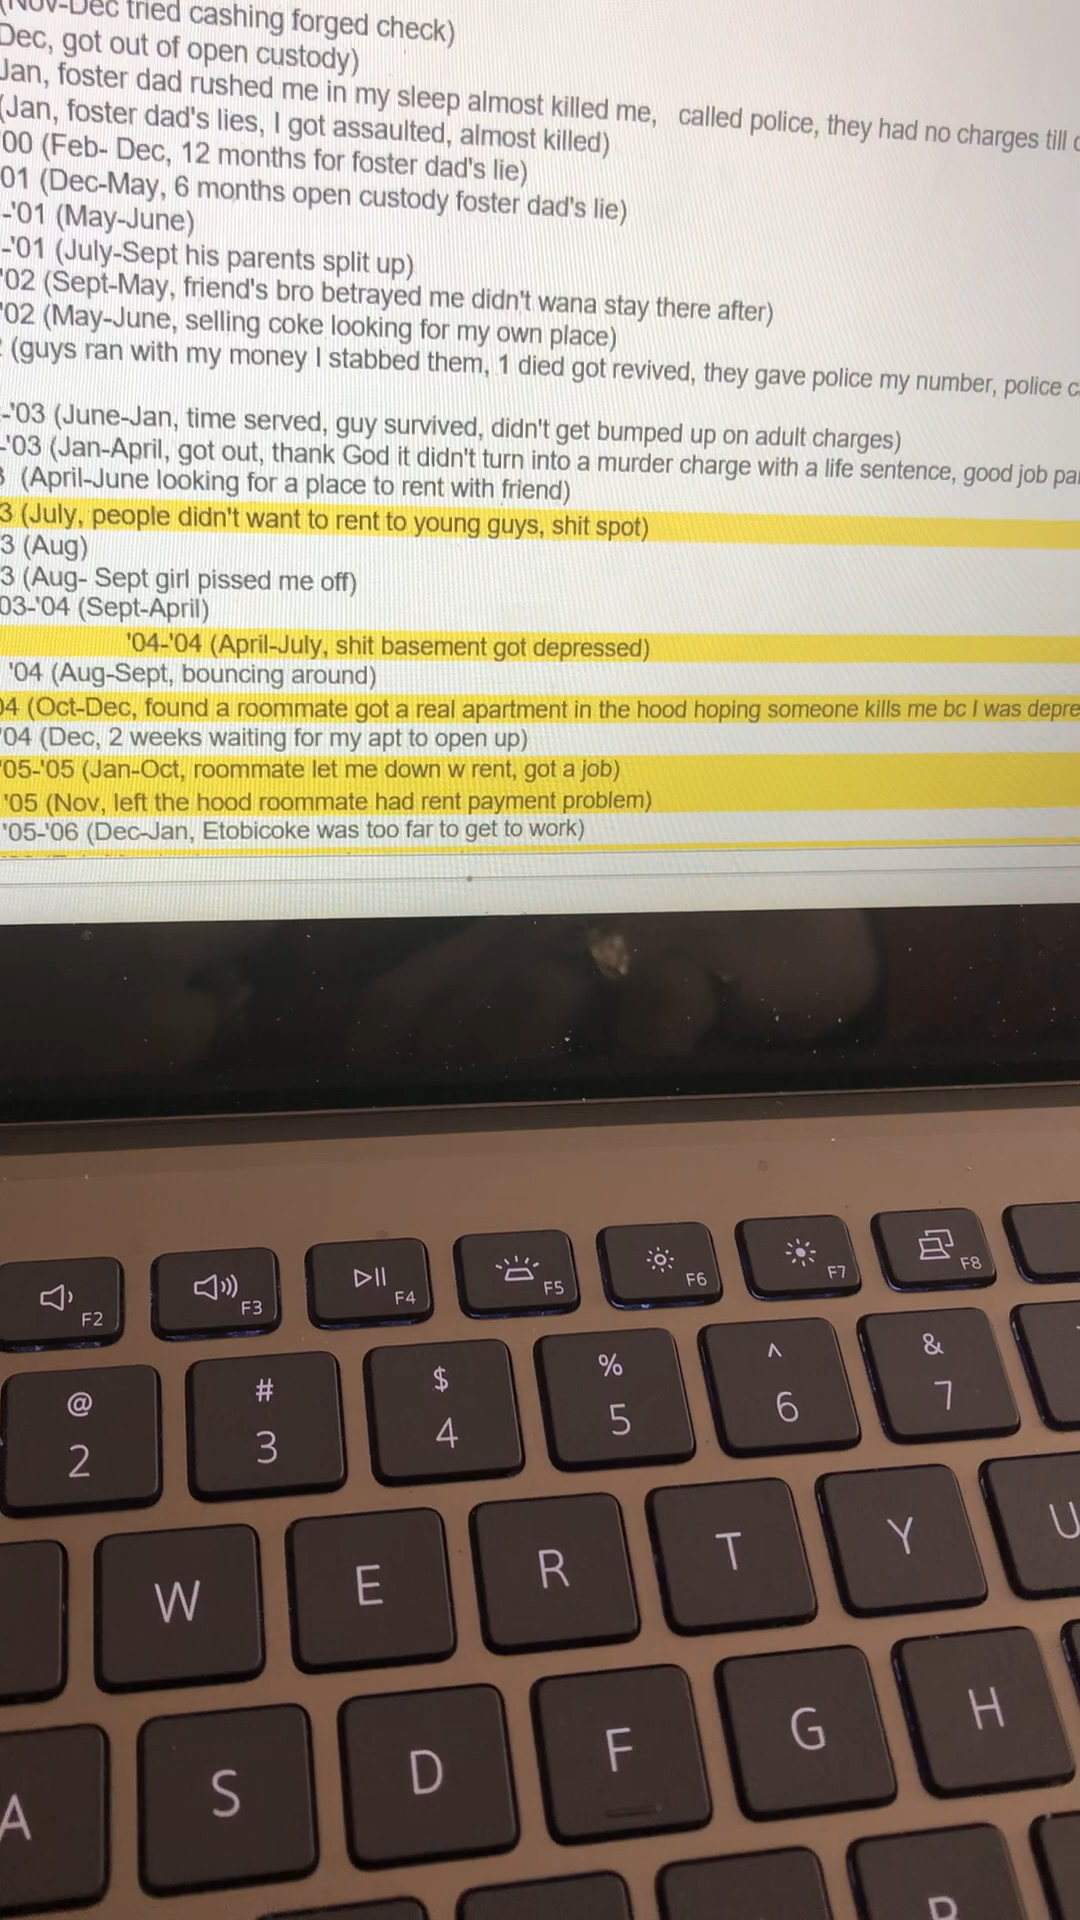 (Nov-Dec tried cashing forged check)
Dec, got out of open custody)
Jan, foster dad rushed me in my sleep almost killed me, called police, they had no charges till
(Jan, foster dad's lies, I got assaulted, almost killed)
'00 (Feb- Dec, 12 months for foster dad's lie)
01 (Dec-May, 6 months open custody foster dad's lie)
-'01 (May-June)
-'01 (July-Sept his parents split up)
'02 (Sept-May, friend's bro betrayed me didn't wana stay there after)
'02 (May-June, selling coke looking for my own place)
(guys ran with my money I stabbed them, 1 died got revived, they gave police my number, police
-'03 (June-Jan, time served, guy survived, didn't get bumped up on adult charges)
-'03 (Jan-April, got out, thank God it didn't turn into a murder charge with a life sentence, good job
3 (April-June looking for a place to rent with friend)
3 (July, people didn't want to rent to young guys, shit spot)
3 (Aug)
3 (Aug- Sept girl pissed me off)
03-'04 (Sept-April)
'04-'04 (April-July, shit basement got depressed)
'04 (Aug-Sept, bouncing around)
04 (Oct-Dec, found a roommate got a real apartment in the hood hoping someone kills me bc I was depre
'04 (Dec, 2 weeks waiting for my apt to open up)
'05-'05 (Jan-Oct, roommate let me down w rent, got a job)
'05 (Nov, left the hood roommate had rent payment problem)
'05-'06 (Dec-Jan, Etobicoke was too far to get to work)
F2 F3 F4 F5 F6 F7 F8
@ # $ % ^ &
2 3 4 5 6 7
W E R T Y U
A S D F G H